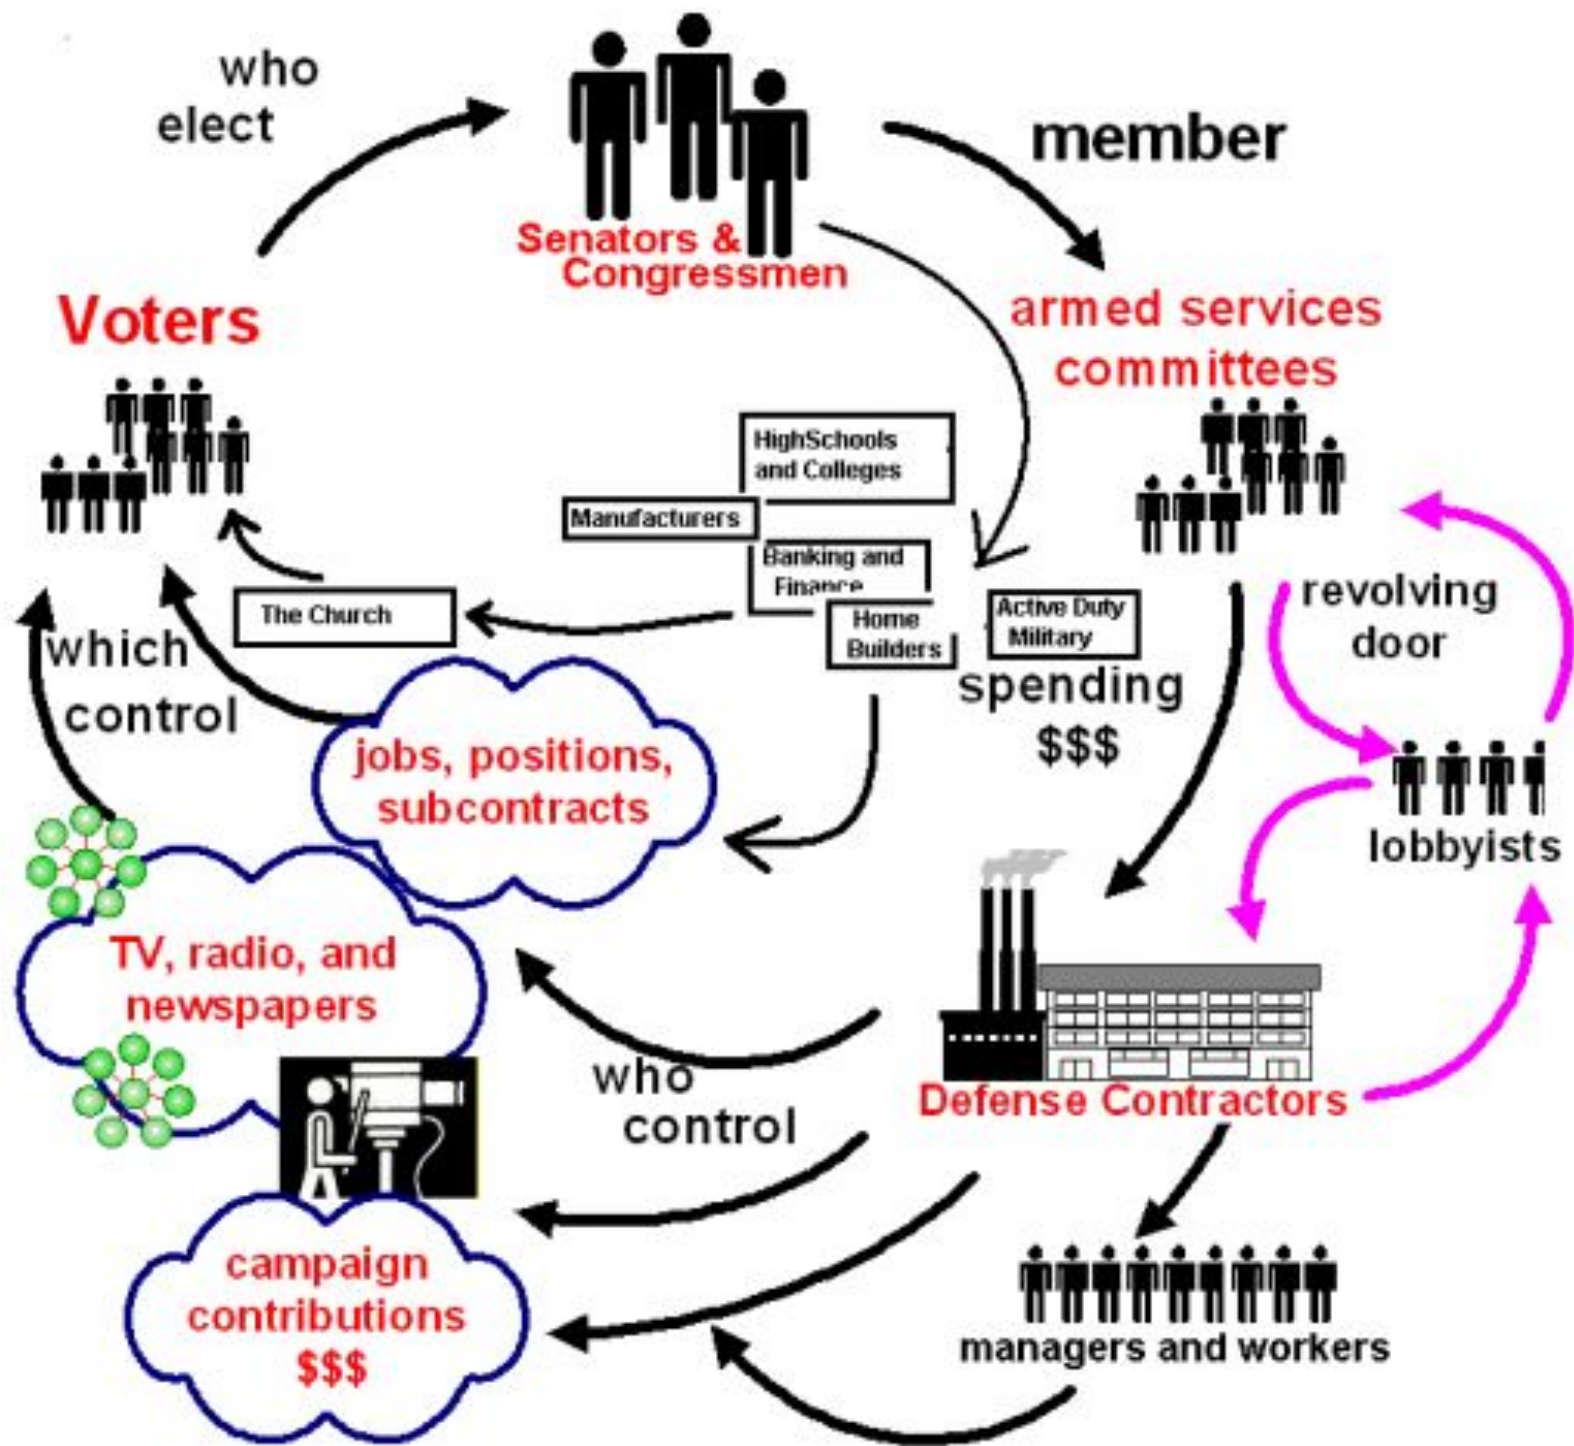 who
elect
member
Senators &
Congressmen
Voters
armed services
committees
HighSchools
and Colleges
Manufacturers
Banking and
Finance
Home
Builders
Active Duty
Military
The Church
revolving
door
which
control
spending
$$$
jobs, positions,
subcontracts
lobbyists
TV, radio, and
newspapers
who
control
Defense Contractors
campaign
contributions
$$$
managers and workers